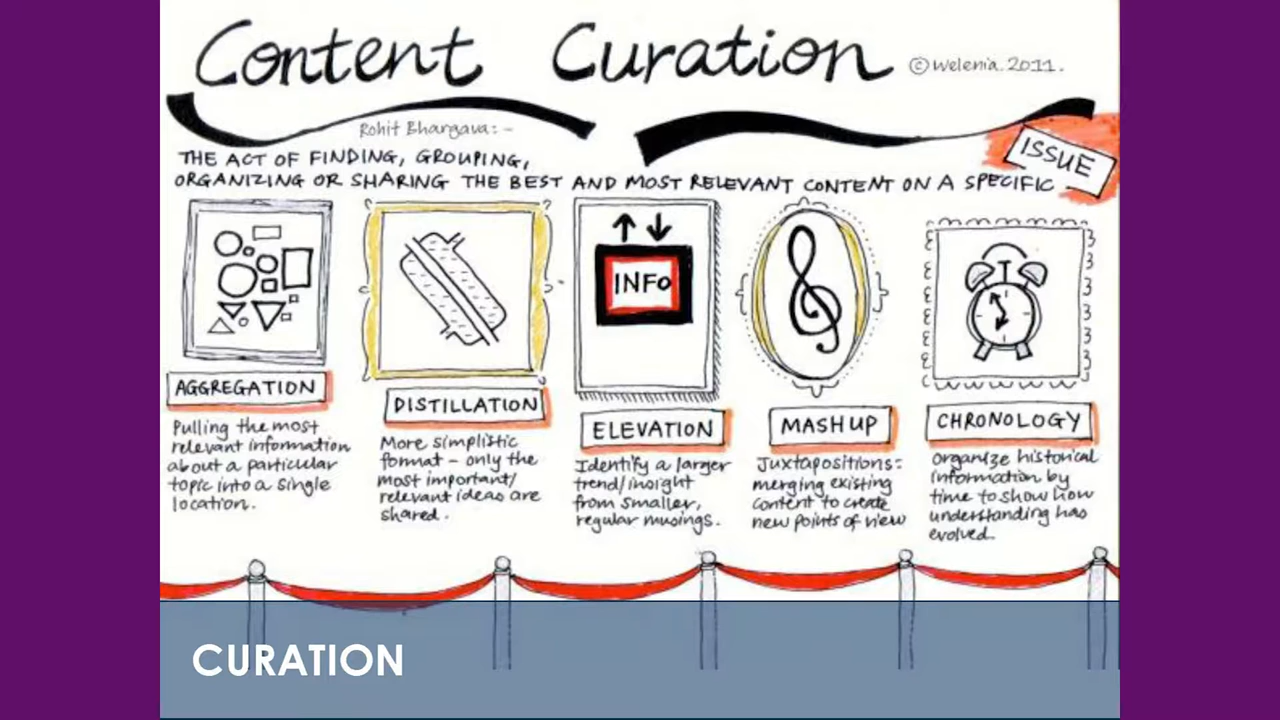 Content Curation © Welenia. 2011.
Rohit Bhargava: -
THE ACT OF FINDING, GROUPING,
ORGANIZING OR SHARING THE BEST AND MOST RELEVANT CONTENT ON A SPECIFIC ISSUE
INFO
AGGREGATION
Pulling the most
relevant information
about a particular
topic into a single
location.
DISTILLATION
More simplistic
format - only the
most important/
relevant ideas are
shared.
ELEVATION
Identify a larger
trend/insight
from smaller,
regular musings.
MASHUP
Juxtapositions:
merging existing
content to create
new points of view
CHRONOLOGY
Organize historical
information by
time to show how
understanding has
evolved.
CURATION